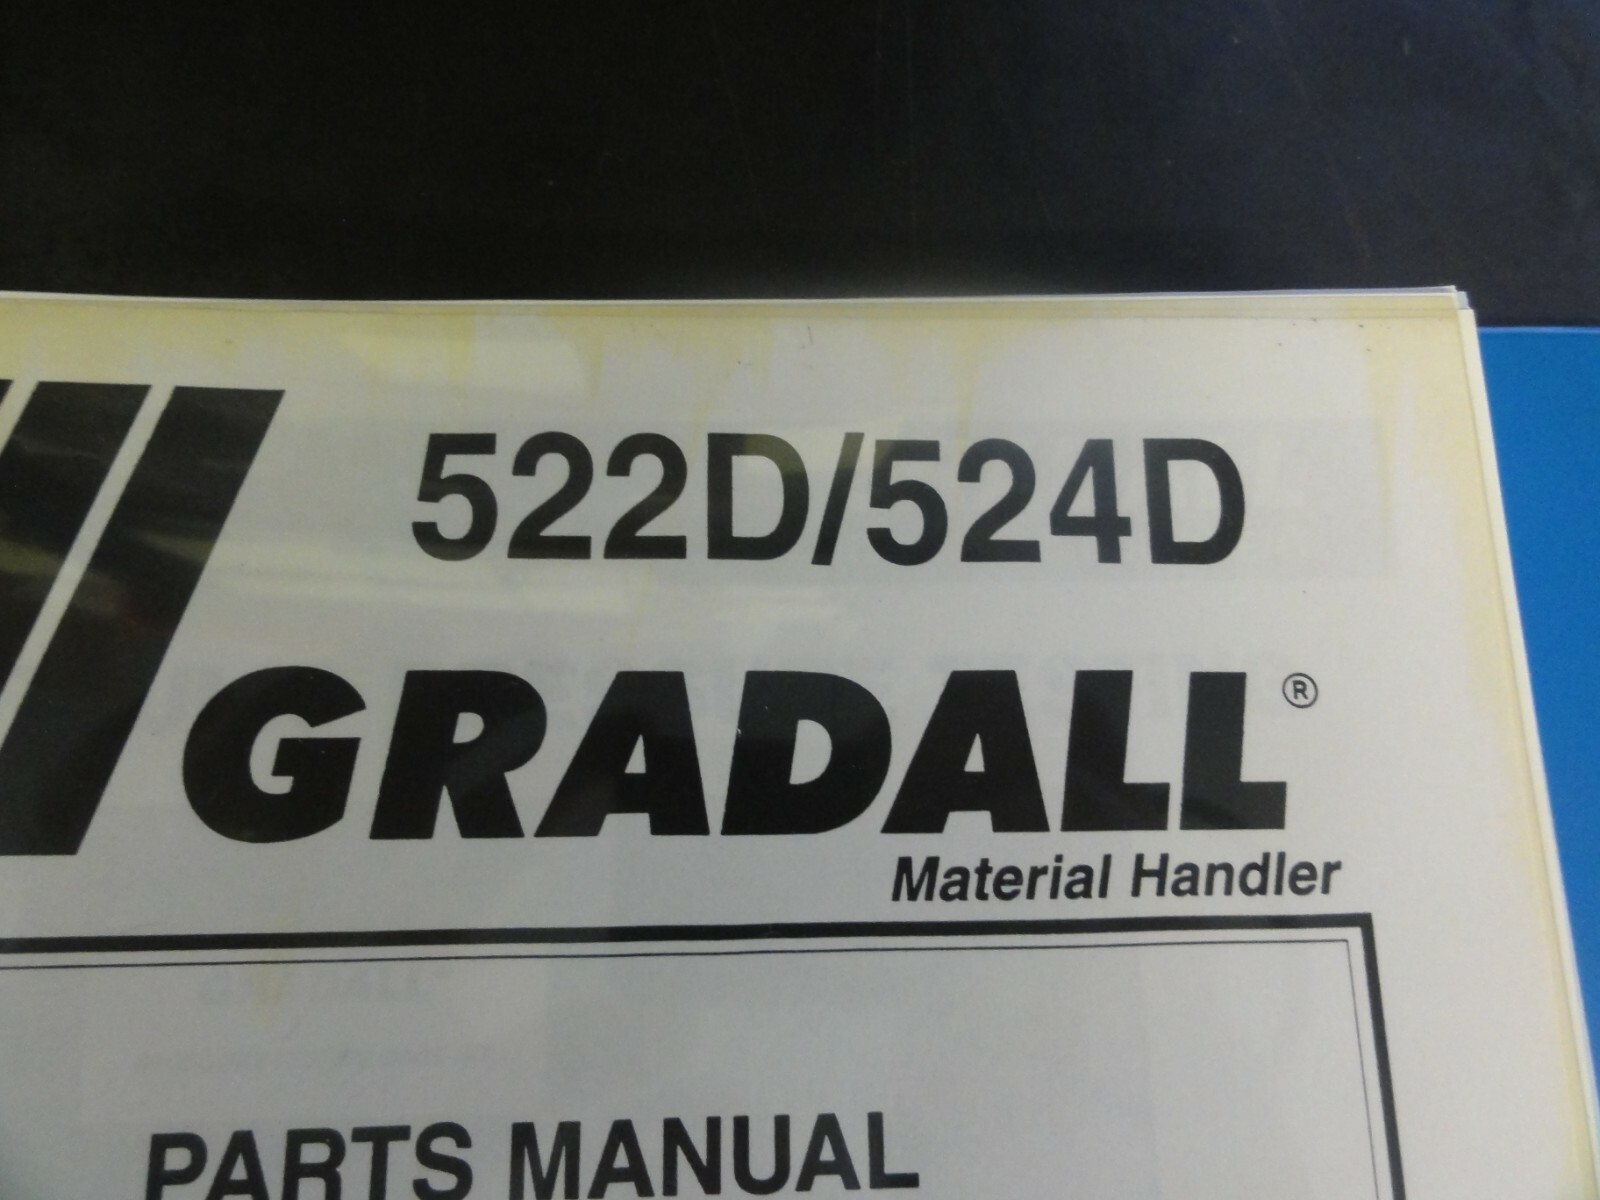 522D/524D
GRADALL®
Material Handler
PARTS MANUAL